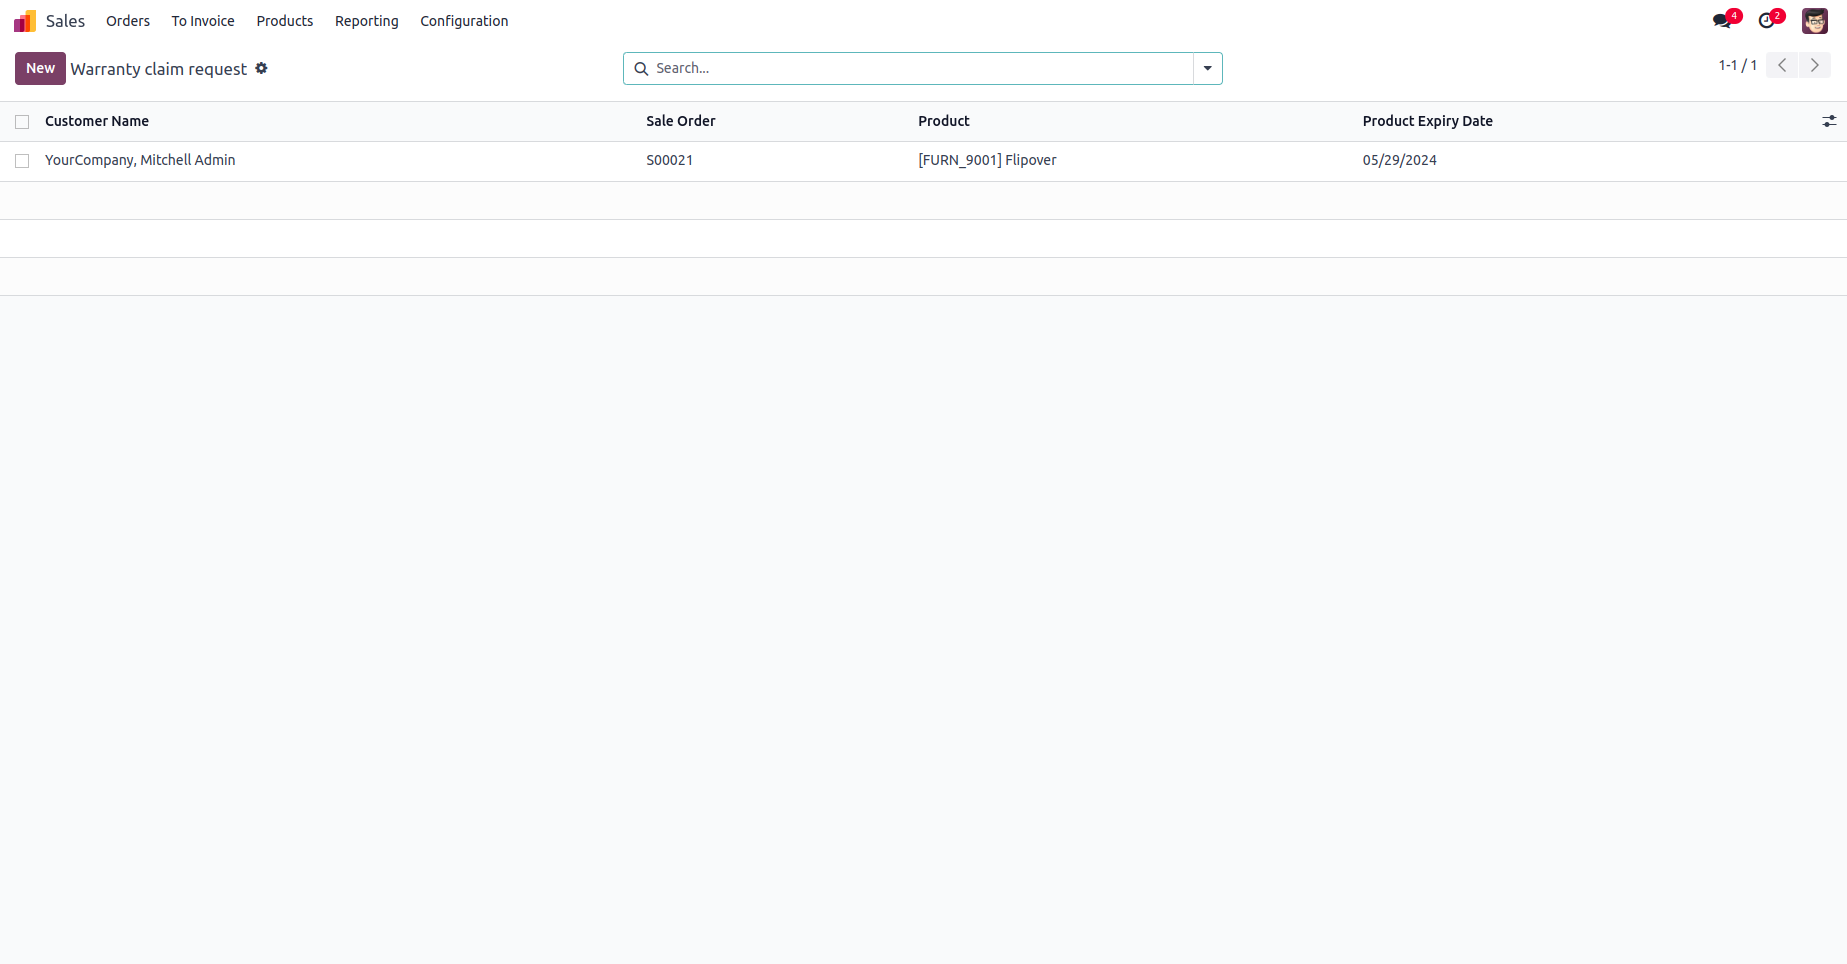 Sales Orders To Invoice Products Reporting Configuration 4 2
New Warranty claim request Search... 1-1 / 1
Customer Name Sale Order Product Product Expiry Date
YourCompany, Mitchell Admin S00021 [FURN_9001] Flipover 05/29/2024